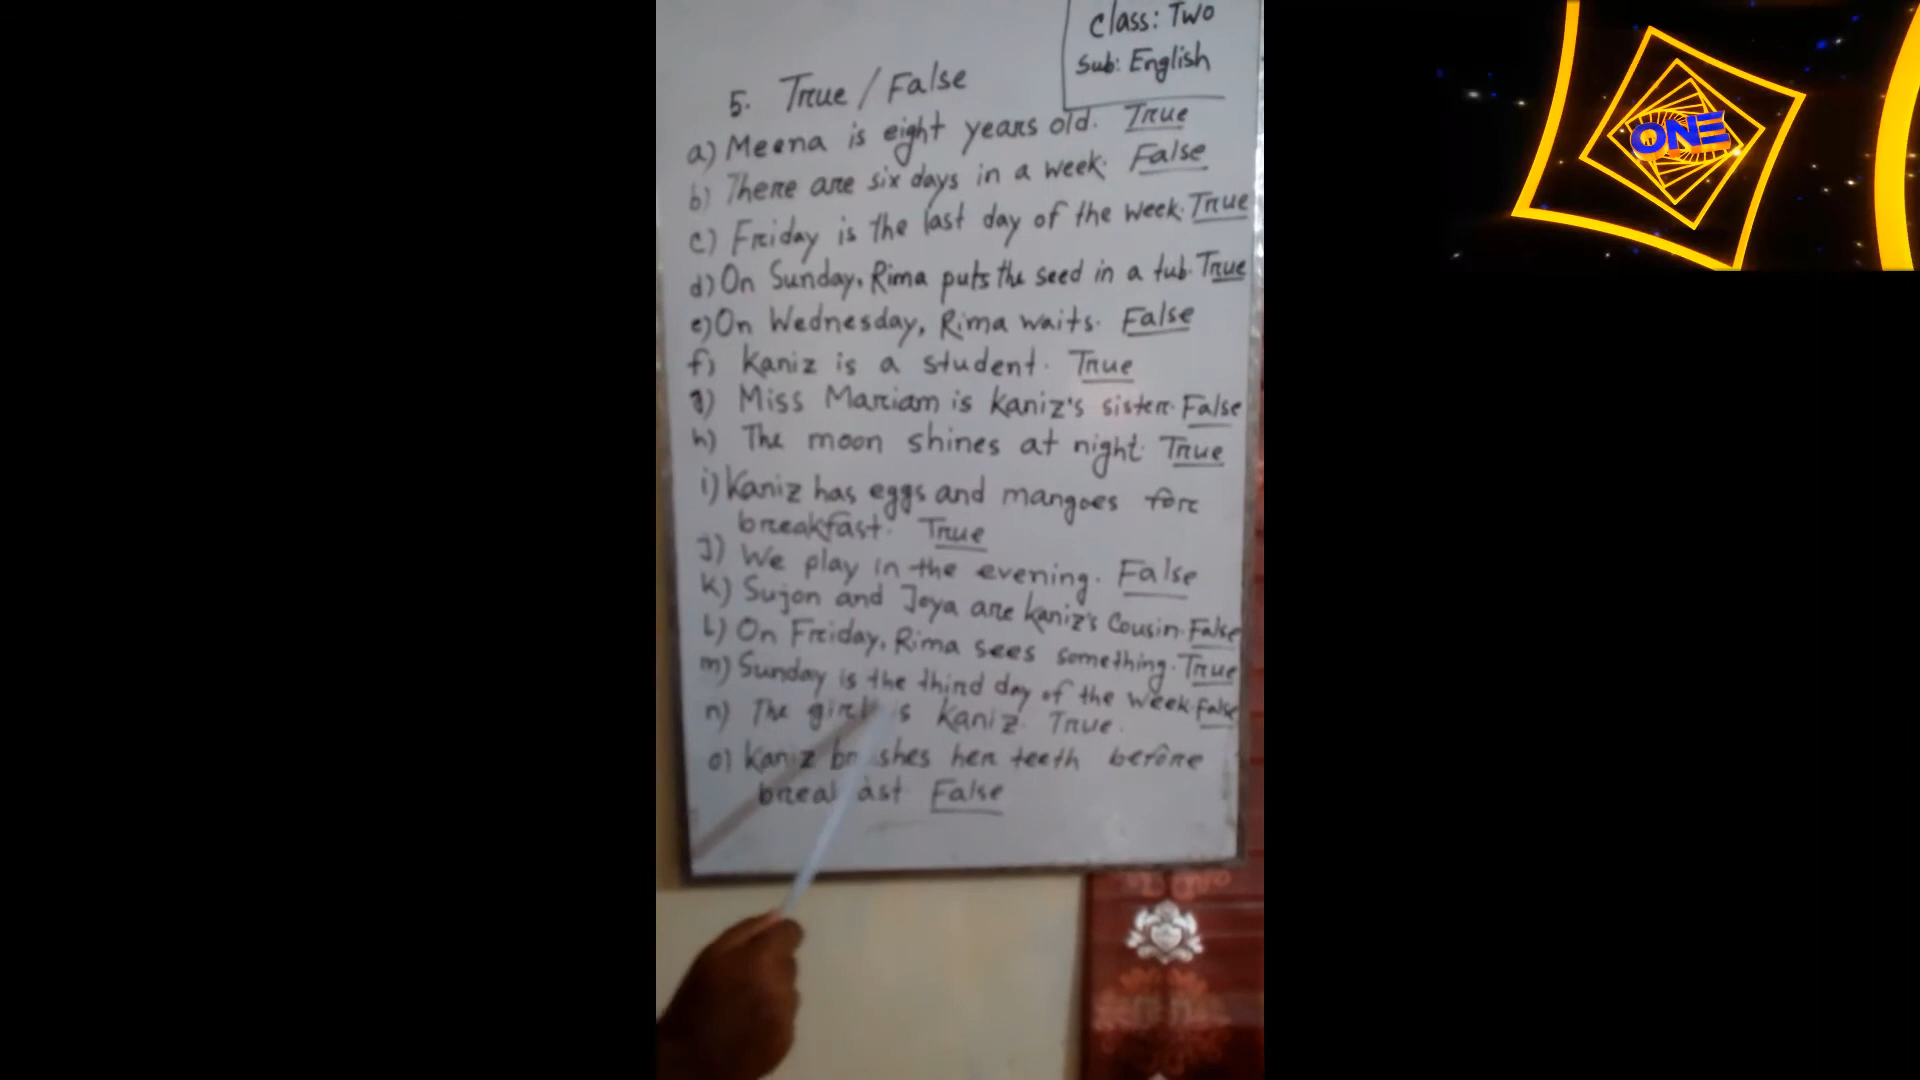 Class: Two
Sub: English
5. True / False
a) Meena is eight years old. True
b) There are six days in a week. False
c) Friday is the last day of the week. True
d) On Sunday, Rima puts the seed in a tub. True
e) On Wednesday, Rima waits. False
f) Kaniz is a student. True
g) Miss Mariam is Kaniz's sister. False
h) The moon shines at night. True
i) Kaniz has eggs and mangoes for
breakfast. True
j) We play in the evening. False
k) Sujon and Joya are Kaniz's Cousin. False
l) On Friday, Rima sees something. True
m) Sunday is the third day of the week. False
n) The girl is Kaniz. True.
o) Kaniz brushes her teeth before
breakfast False
ONE